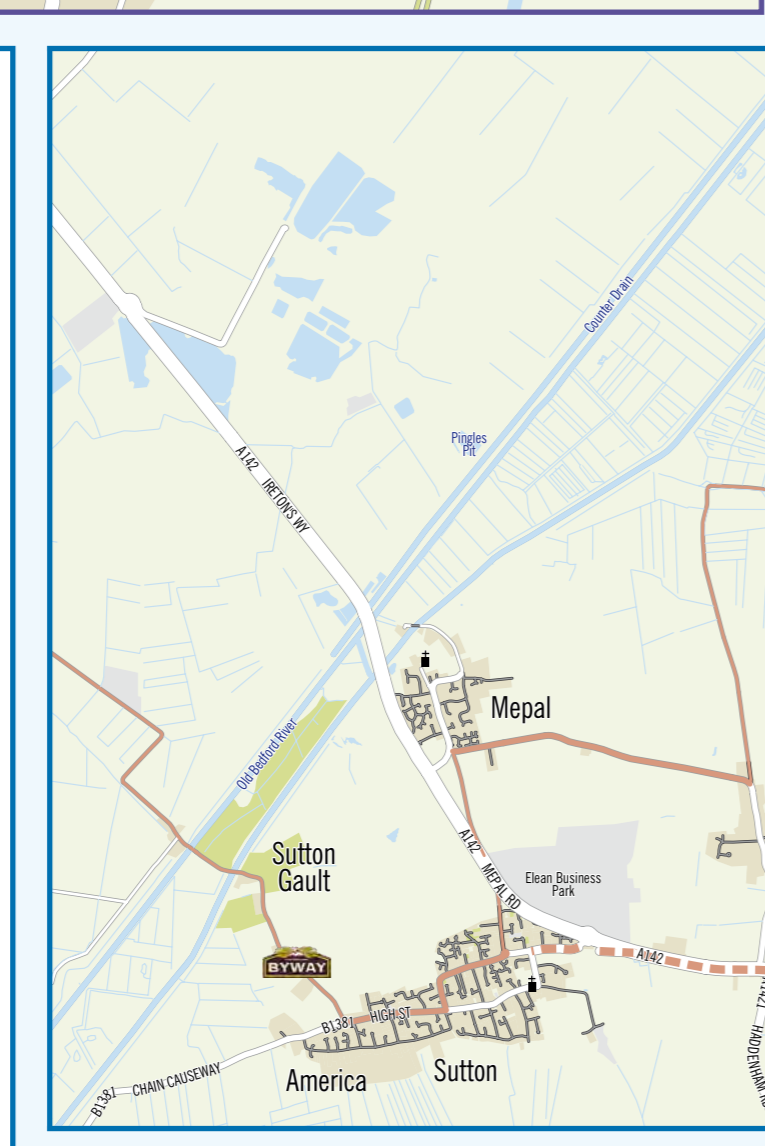 Counter Drain
Pingles
Pit
A142 IRETON'S WY
Mepal
Old Bedford River
Sutton
Gault
A142 MEPAL RD
Elean Business
Park
BYWAY
A142
B1381 HIGH ST
A1421 HADDENHAM RD
America
Sutton
B1381 CHAIN CAUSEWAY